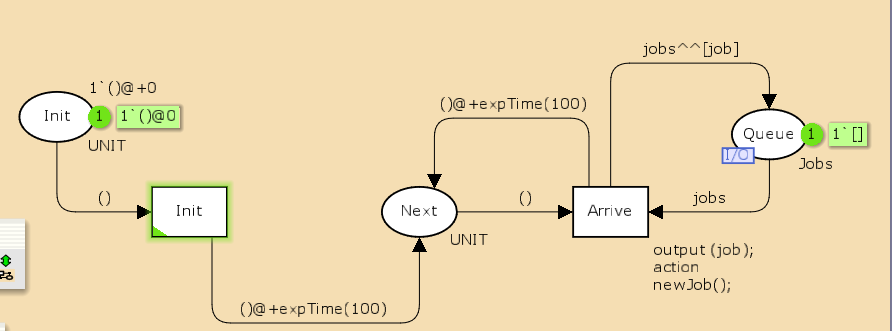 1`()@+0
Init
1
1`()@0
UNIT
()
Init
()@+expTime(100)
()@+expTime(100)
Next
UNIT
()
Arrive
jobs^^[job]
Queue
1
1`[]
I/O
Jobs
jobs
output (job);
action
newJob();